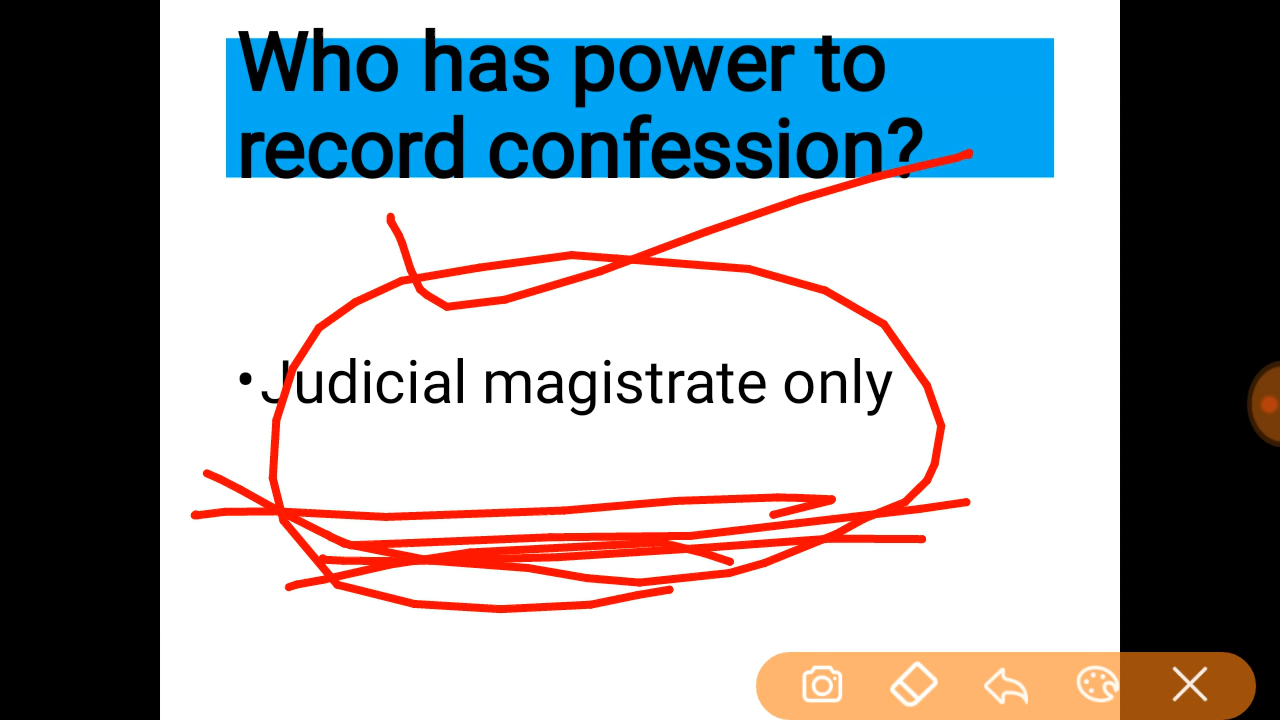 Who has power to
record confession?
•Judicial magistrate only